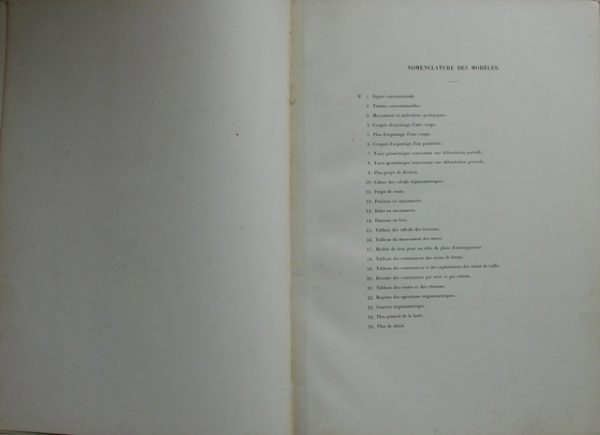 NOMENCLATURE DES MODÈLES.
N° 1. Signes conventionnels.
2. Teintes conventionnelles.
3. Maçonnerie et indications géologiques.
4. Croquis d'arpentage d'une coupe.
5. Plan d'arpentage d'une coupe.
6. Croquis d'arpentage d'un périmètre.
7. Tracé géométrique concernant une délimitation partielle.
8. Tracé géométrique concernant une délimitation générale.
9. Plan projet de division.
10. Cahier des calculs trigonométriques.
11. Projet de route.
12. Ponceau en maçonnerie.
13. Dalot en maçonnerie.
14. Ponceau en bois.
15. Tableau des calculs des terrasses.
16. Tableau du mouvement des terres.
17. Modèle de titre pour un atlas de plans d'aménagement.
18. Tableau des contenances des séries de futaie.
19. Tableau des contenances et des explorations des séries de taillis.
20. Résumé des contenances par série et par canton.
21. Tableau des routes et des chemins.
22. Registre des opérations trigonométriques.
23. Canevas trigonométrique.
24. Plan général de la forêt.
25. Plan de détail.